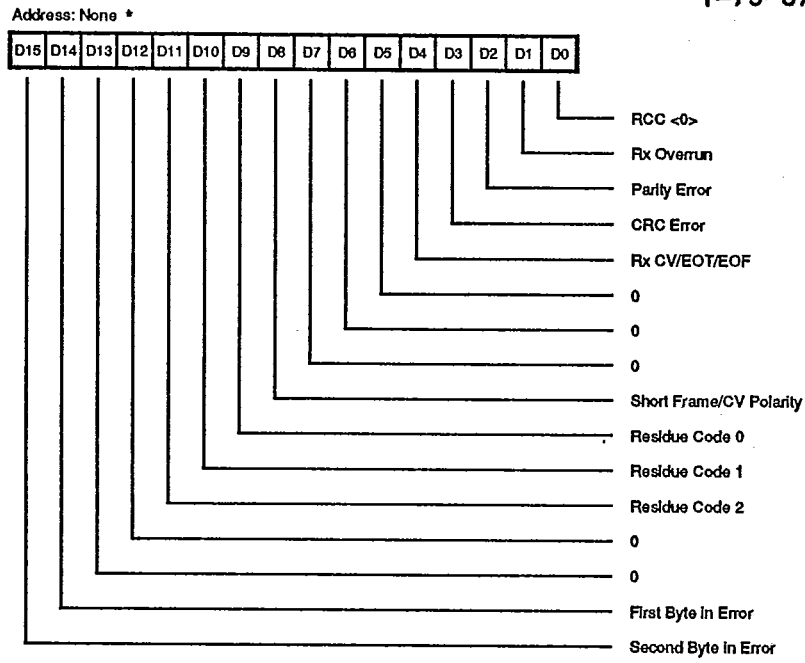 Address: None *
D15 D14 D13 D12 D11 D10 D9 D8 D7 D6 D5 D4 D3 D2 D1 D0
RCC <0>
Rx Overrun
Parity Error
CRC Error
Rx CV/EOT/EOF
0
0
0
Short Frame/CV Polarity
Residue Code 0
Residue Code 1
Residue Code 2
0
0
First Byte in Error
Second Byte in Error